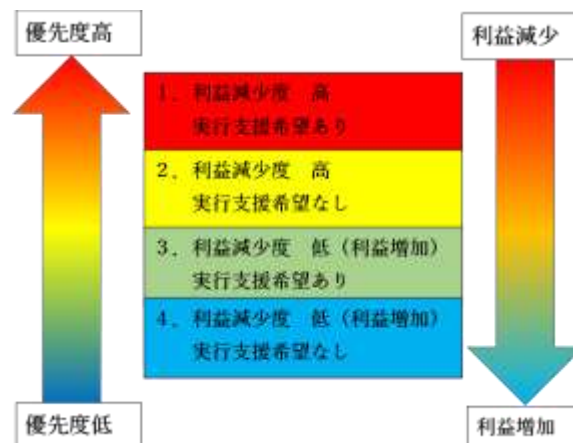 優先度高
利益減少
1. 利益減少度　高
実行支援希望あり
2. 利益減少度　高
実行支援希望なし
3. 利益減少度　低（利益増加）
実行支援希望あり
4. 利益減少度　低（利益増加）
実行支援希望なし
優先度低
利益増加